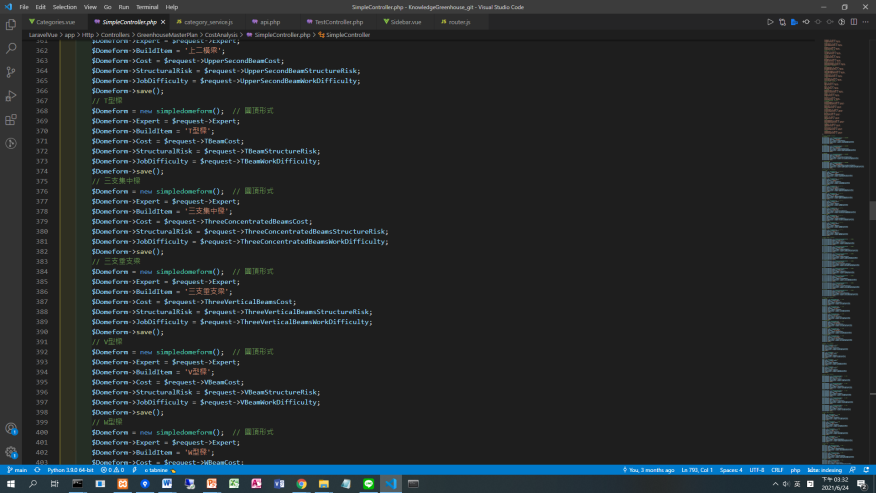 File Edit Selection View Go Run Terminal Help
SimpleController.php - KnowledgeGreenhouse_git - Visual Studio Code
Categories.vue SimpleController.php category_service.js api.php TestController.php Sidebar.vue router.js
LaravelVue > app > Http > Controllers > GreenhouseMasterPlan > CostAnalysis > SimpleController.php > SimpleController
361 $Domeform->Expert = $request->Expert;
362 $Domeform->BuildItem = '上二橫梁';
363 $Domeform->Cost = $request->UpperSecondBeamCost;
364 $Domeform->StructuralRisk = $request->UpperSecondBeamStructureRisk;
365 $Domeform->JobDifficulty = $request->UpperSecondBeamWorkDifficulty;
366 $Domeform->save();
367 // T型樑
368 $Domeform = new simpledomeform(); // 圓頂形式
369 $Domeform->Expert = $request->Expert;
370 $Domeform->BuildItem = 'T型樑';
371 $Domeform->Cost = $request->TBeamCost;
372 $Domeform->StructuralRisk = $request->TBeamStructureRisk;
373 $Domeform->JobDifficulty = $request->TBeamWorkDifficulty;
374 $Domeform->save();
375 // 三支集中樑
376 $Domeform = new simpledomeform(); // 圓頂形式
377 $Domeform->Expert = $request->Expert;
378 $Domeform->BuildItem = '三支集中樑';
379 $Domeform->Cost = $request->ThreeConcentratedBeamsCost;
380 $Domeform->StructuralRisk = $request->ThreeConcentratedBeamsStructureRisk;
381 $Domeform->JobDifficulty = $request->ThreeConcentratedBeamsWorkDifficulty;
382 $Domeform->save();
383 // 三支垂支梁
384 $Domeform = new simpledomeform(); // 圓頂形式
385 $Domeform->Expert = $request->Expert;
386 $Domeform->BuildItem = '三支垂支梁';
387 $Domeform->Cost = $request->ThreeVerticalBeamsCost;
388 $Domeform->StructuralRisk = $request->ThreeVerticalBeamsStructureRisk;
389 $Domeform->JobDifficulty = $request->ThreeVerticalBeamsWorkDifficulty;
390 $Domeform->save();
391 // V型樑
392 $Domeform = new simpledomeform(); // 圓頂形式
393 $Domeform->Expert = $request->Expert;
394 $Domeform->BuildItem = 'V型樑';
395 $Domeform->Cost = $request->VBeamCost;
396 $Domeform->StructuralRisk = $request->VBeamStructureRisk;
397 $Domeform->JobDifficulty = $request->VBeamWorkDifficulty;
398 $Domeform->save();
399 // W型樑
400 $Domeform = new simpledomeform(); // 圓頂形式
401 $Domeform->Expert = $request->Expert;
402 $Domeform->BuildItem = 'W型樑';
403 $Domeform->Cost = $request->WBeamCost;
main Python 3.9.0 64-bit 0 0 tabnine You, 3 months ago Ln 793, Col 1 Spaces: 4 UTF-8 CRLF php kite: indexing
英 下午 03:32
2021/6/24